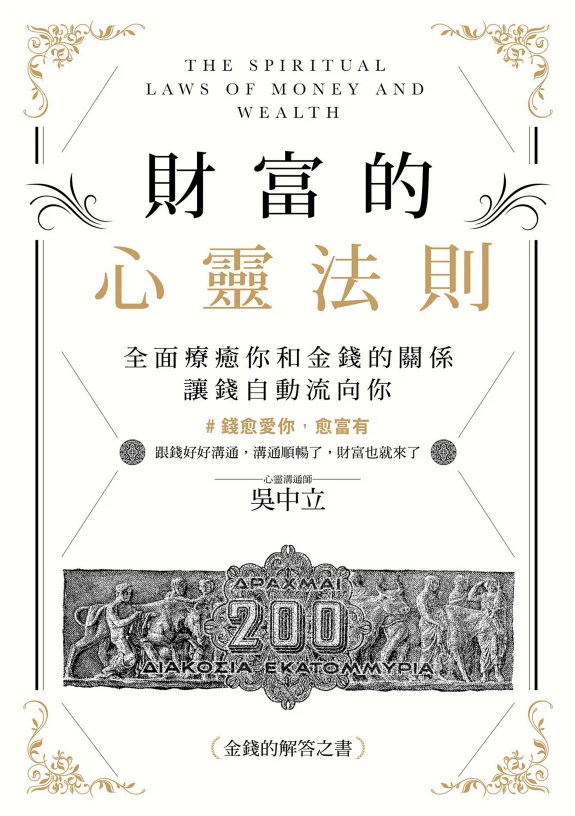 THE SPIRITUAL
LAWS OF MONEY AND
WEALTH
財富的
心靈法則
全面療癒你和金錢的關係
讓錢自動流向你
#錢愈愛你，愈富有
跟錢好好溝通，溝通順暢了，財富也就來了
心靈溝通師
吳中立
ΔΡΑΧΜΑΙ
200
ΔΙΑΚΟΣΙΑ ΕΚΑΤΟΜΜΥΡΙΑ
金錢的解答之書